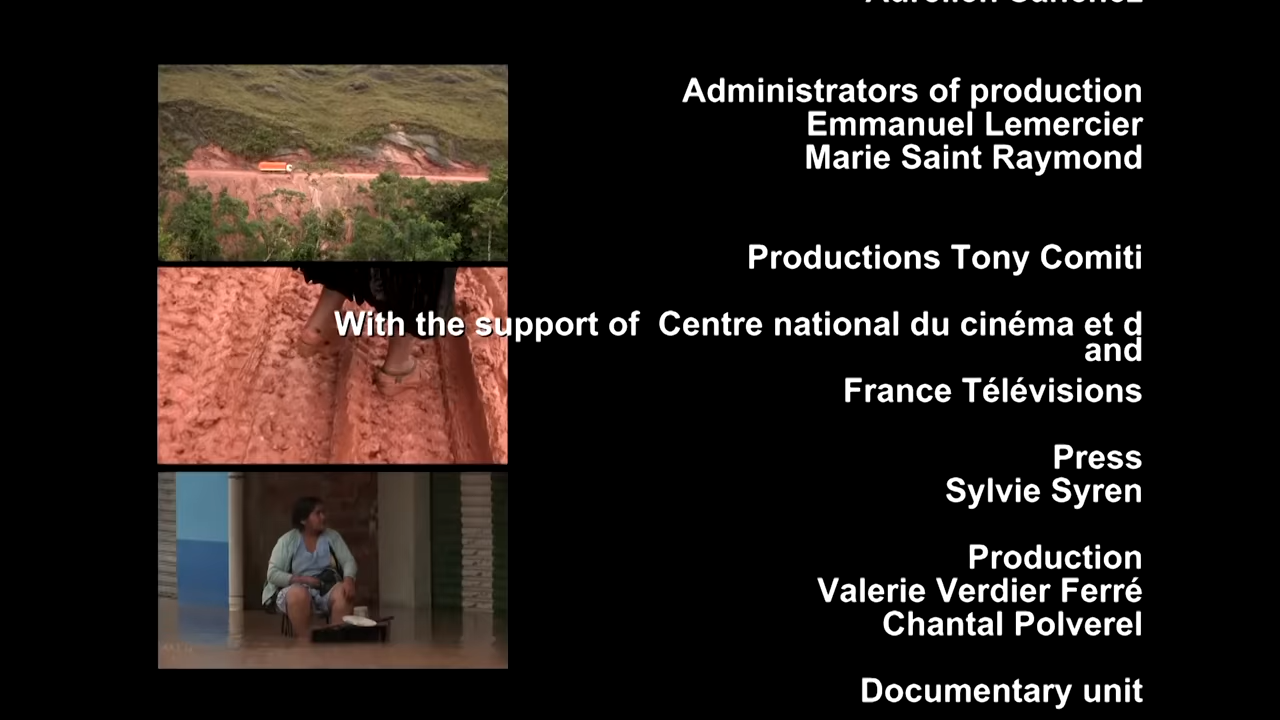 Administrators of production
Emmanuel Lemercier
Marie Saint Raymond
Productions Tony Comiti
With the support of Centre national du cinéma et d
and
France Télévisions
Press
Sylvie Syren
Production
Valerie Verdier Ferré
Chantal Polverel
Documentary unit